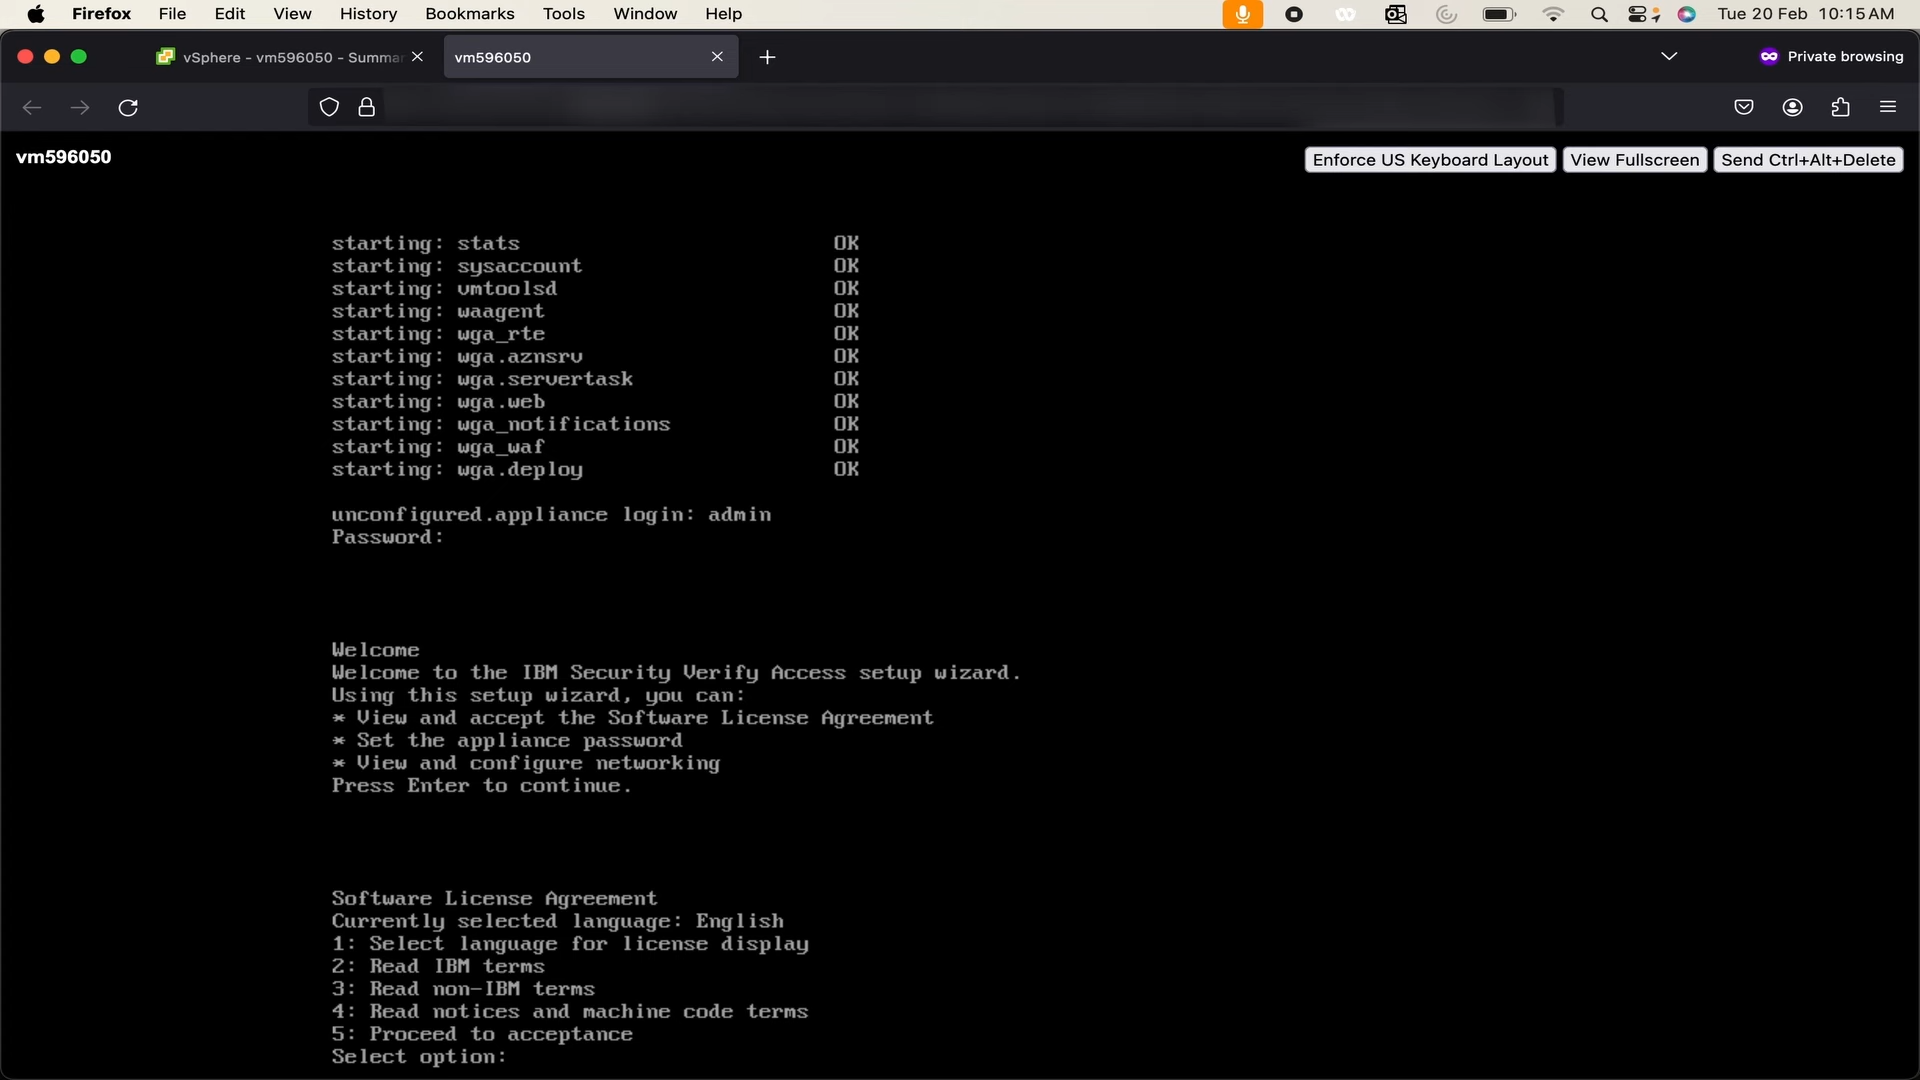 Firefox File Edit View History Bookmarks Tools Window Help Tue 20 Feb 10:15 AM
vSphere - vm596050 - Summar vm596050 Private browsing
vm596050 Enforce US Keyboard Layout View Fullscreen Send Ctrl+Alt+Delete
starting: stats OK
starting: sysaccount OK
starting: vmtoolsd OK
starting: waagent OK
starting: wga_rte OK
starting: wga.aznsrv OK
starting: wga.servertask OK
starting: wga.web OK
starting: wga_notifications OK
starting: wga_waf OK
starting: wga.deploy OK
unconfigured.appliance login: admin
Password:
Welcome
Welcome to the IBM Security Verify Access setup wizard.
Using this setup wizard, you can:
* View and accept the Software License Agreement
* Set the appliance password
* View and configure networking
Press Enter to continue.
Software License Agreement
Currently selected language: English
1: Select language for license display
2: Read IBM terms
3: Read non-IBM terms
4: Read notices and machine code terms
5: Proceed to acceptance
Select option: